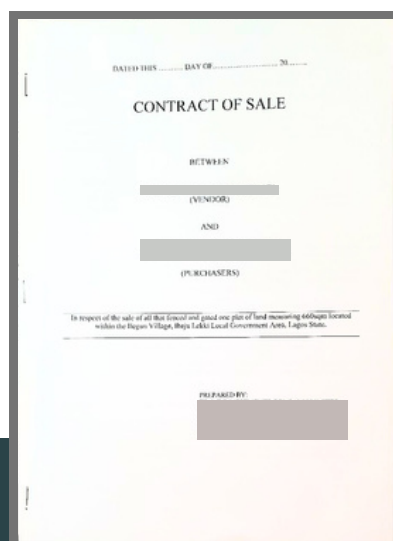 DATED THIS .......... DAY OF............................ 20........
CONTRACT OF SALE
BETWEEN
(VENDOR)
AND
(PURCHASERS)
In respect of the sale of all that fenced and gated one plot of land measuring 660sqm located
within the Village, Ibeju Lekki Local Government Area, Lagos State.
PREPARED BY: